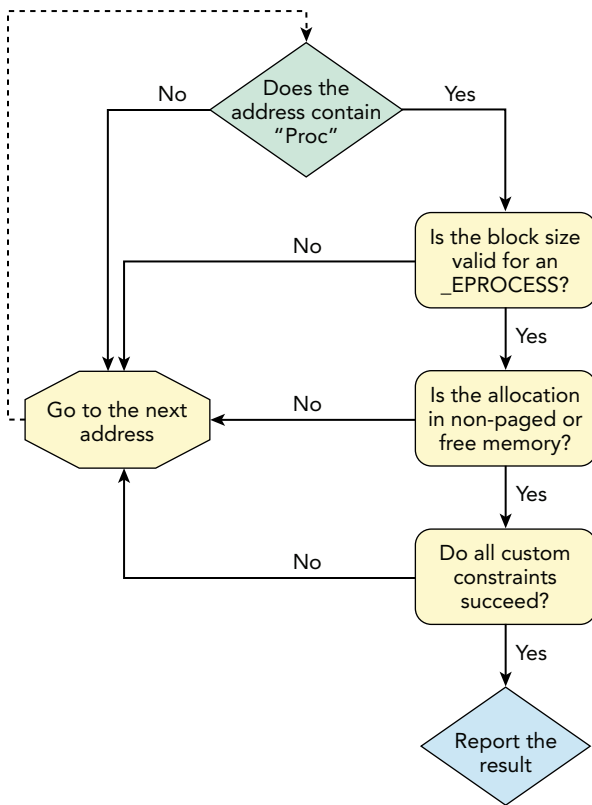 Does the
address contain
“Proc”
No
Yes
Is the block size
valid for an
_EPROCESS?
No
Yes
Is the allocation
in non-paged or
free memory?
No
Go to the next
address
Yes
Do all custom
constraints
succeed?
No
Yes
Report the
result